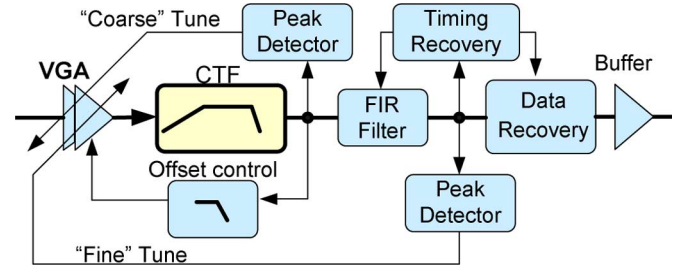 "Coarse" Tune
Peak
Detector
Timing
Recovery
Buffer
VGA
CTF
FIR
Filter
Data
Recovery
Offset control
Peak
Detector
"Fine" Tune